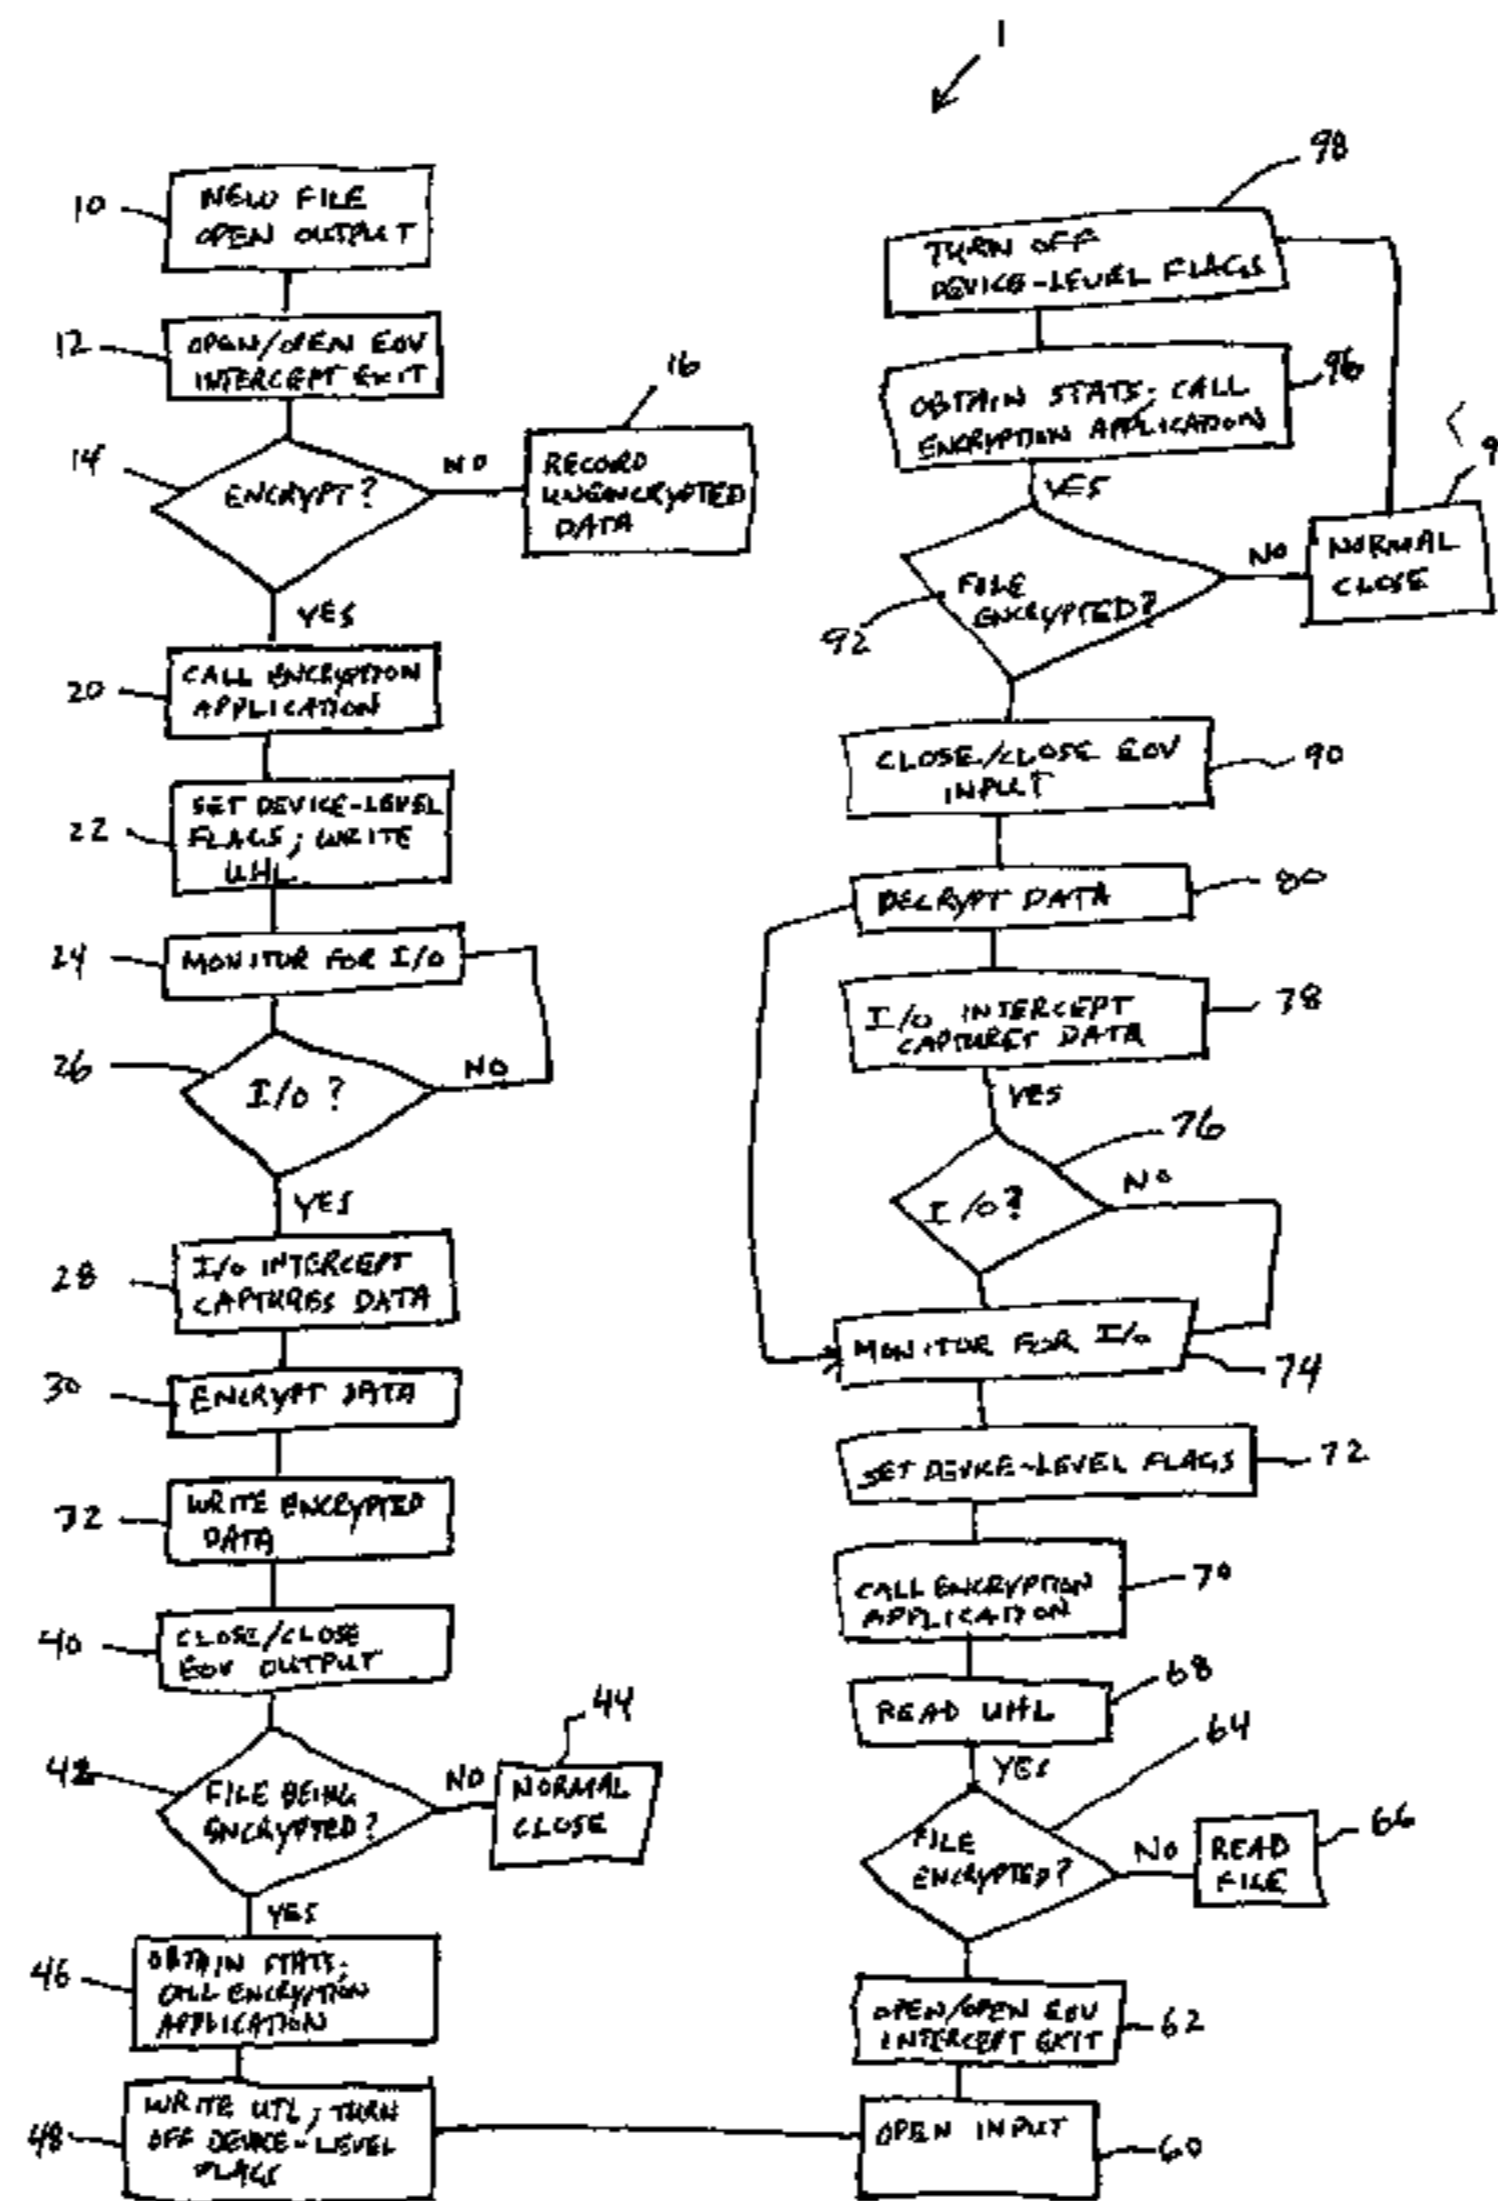 1
10
NEW FILE
OPEN OUTPUT
12
OPEN/OPEN EOV
INTERCEPT EXIT
14
ENCRYPT?
NO
16
RECORD
UNENCRYPTED
DATA
YES
20
CALL ENCRYPTION
APPLICATION
22
SET DEVICE-LEVEL
FLAGS; WRITE
UHL
24
MONITOR FOR I/O
26
I/O?
NO
YES
28
I/O INTERCEPT
CAPTURES DATA
30
ENCRYPT DATA
32
WRITE ENCRYPTED
DATA
40
CLOSE/CLOSE
EOV OUTPUT
42
FILE BEING
ENCRYPTED?
NO
44
NORMAL
CLOSE
YES
46
OBTAIN STATS;
CALL ENCRYPTION
APPLICATION
48
WRITE UTL; TURN
OFF DEVICE-LEVEL
FLAGS
98
TURN OFF
DEVICE-LEVEL FLAGS
96
OBTAIN STATS; CALL
ENCRYPTION APPLICATION
YES
9
FILE
ENCRYPTED?
92
NO
NORMAL
CLOSE
CLOSE/CLOSE EOV
INPUT
90
DECRYPT DATA
80
I/O INTERCEPT
CAPTURES DATA
78
YES
76
I/O?
NO
MONITOR FOR I/O
74
SET DEVICE-LEVEL FLAGS
72
CALL ENCRYPTION
APPLICATION
70
READ UHL
68
YES
64
FILE
ENCRYPTED?
NO
READ
FILE
66
OPEN/OPEN EOV
INTERCEPT EXIT
62
OPEN INPUT
60